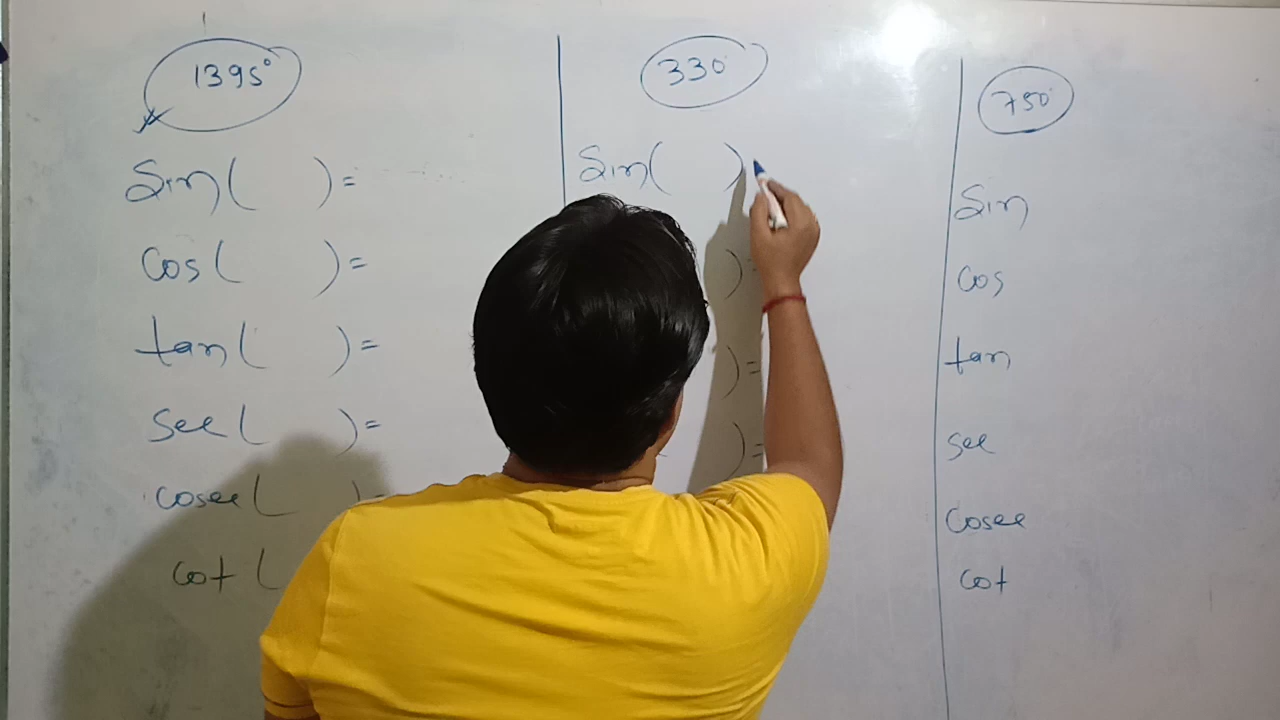 1395°
sin( )=
cos( )=
tan( )=
sec( )=
cosec( )=
cot (
330°
sin( )
)=
)=
)=
750°
sin
cos
tan
sec
cosec
cot